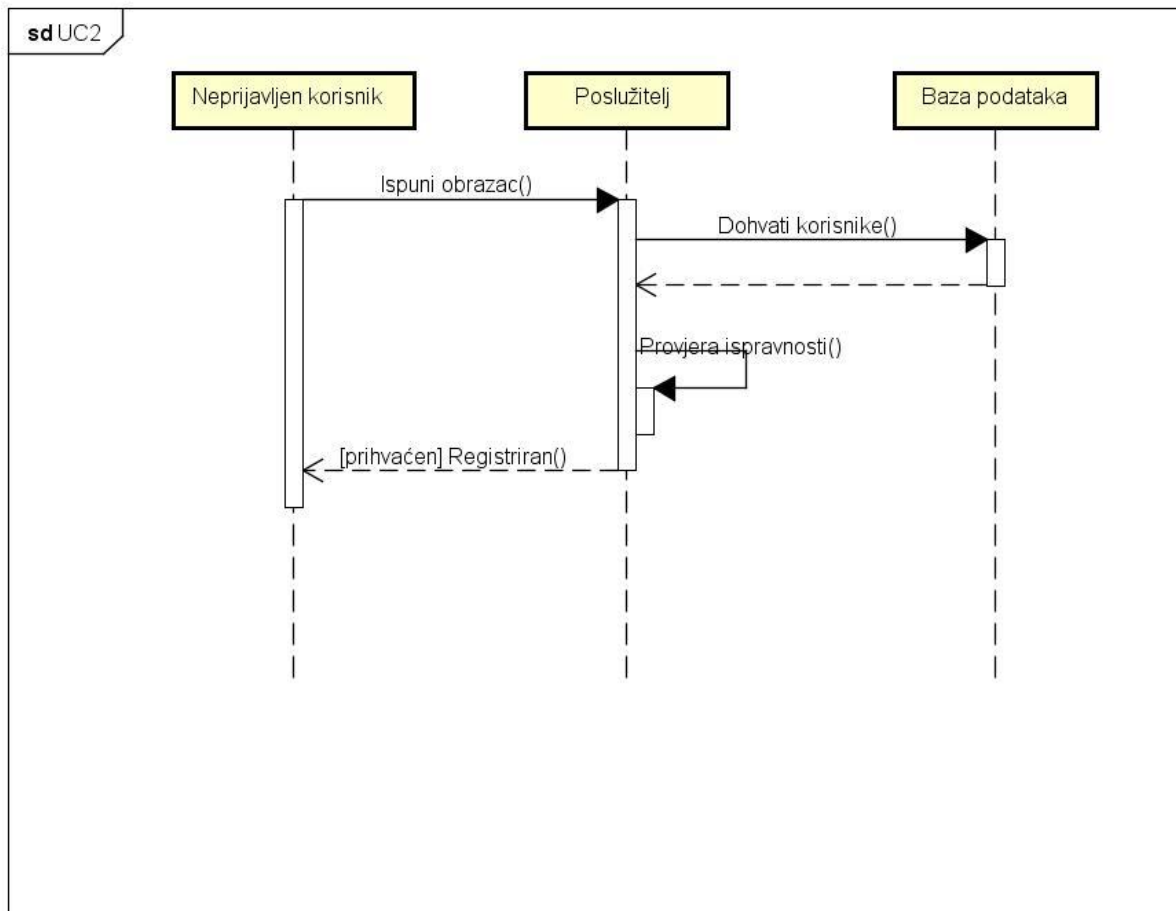 sd UC2
Neprijavljen korisnik
Poslužitelj
Baza podataka
Ispuni obrazac()
Dohvati korisnike()
Provjera ispravnosti()
[prihvaćen] Registriran()